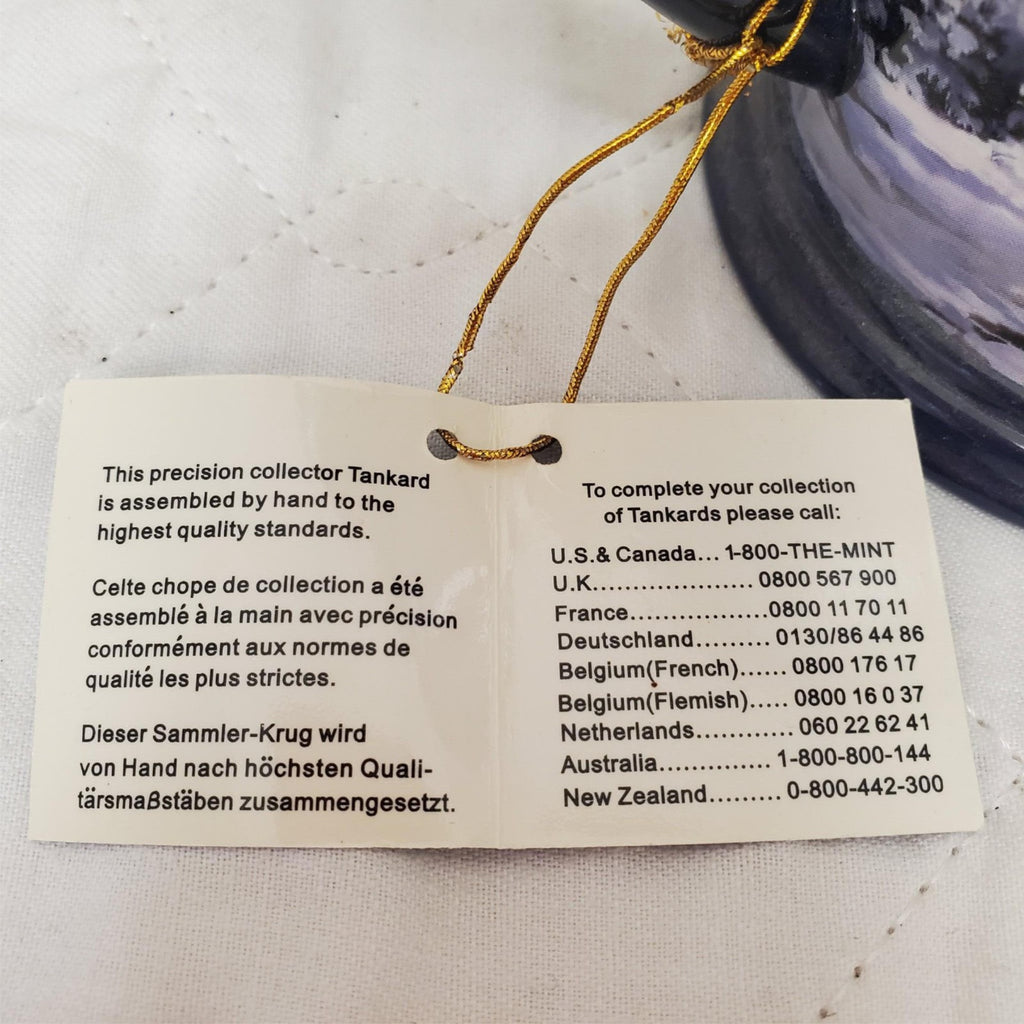 This precision collector Tankard
is assembled by hand to the
highest quality standards.
Celte chope de collection a été
assemblé à la main avec précision
conformément aux normes de
qualité les plus strictes.
Dieser Sammler-Krug wird
von Hand nach höchsten Quali-
tärsmaßstäben zusammengesetzt.
To complete your collection
of Tankards please call:
U.S.& Canada... 1-800-THE-MINT
U.K.................... 0800 567 900
France.................0800 11 70 11
Deutschland......... 0130/86 44 86
Belgium(French)...... 0800 176 17
Belgium(Flemish)..... 0800 16 0 37
Netherlands............ 060 22 62 41
Australia.............. 1-800-800-144
New Zealand......... 0-800-442-300